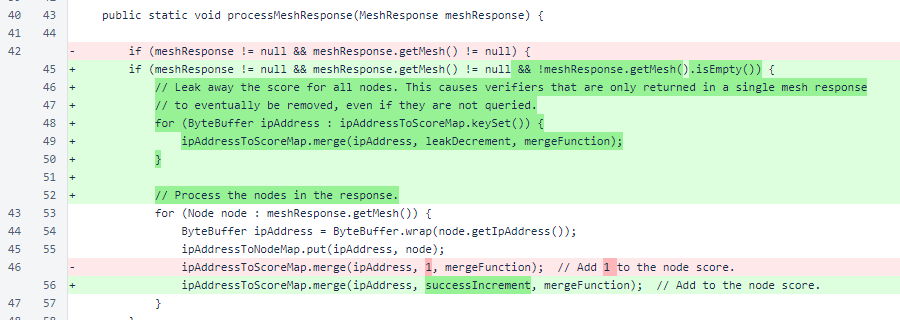 40 43 public static void processMeshResponse(MeshResponse meshResponse) {
41 44
42 - if (meshResponse != null && meshResponse.getMesh() != null) {
45 + if (meshResponse != null && meshResponse.getMesh() != null && !meshResponse.getMesh().isEmpty()) {
46 + // Leak away the score for all nodes. This causes verifiers that are only returned in a single mesh response
47 + // to eventually be removed, even if they are not queried.
48 + for (ByteBuffer ipAddress : ipAddressToScoreMap.keySet()) {
49 + ipAddressToScoreMap.merge(ipAddress, leakDecrement, mergeFunction);
50 + }
51 +
52 + // Process the nodes in the response.
43 53 for (Node node : meshResponse.getMesh()) {
44 54 ByteBuffer ipAddress = ByteBuffer.wrap(node.getIpAddress());
45 55 ipAddressToNodeMap.put(ipAddress, node);
46 - ipAddressToScoreMap.merge(ipAddress, 1, mergeFunction); // Add 1 to the node score.
56 + ipAddressToScoreMap.merge(ipAddress, successIncrement, mergeFunction); // Add to the node score.
47 57 }